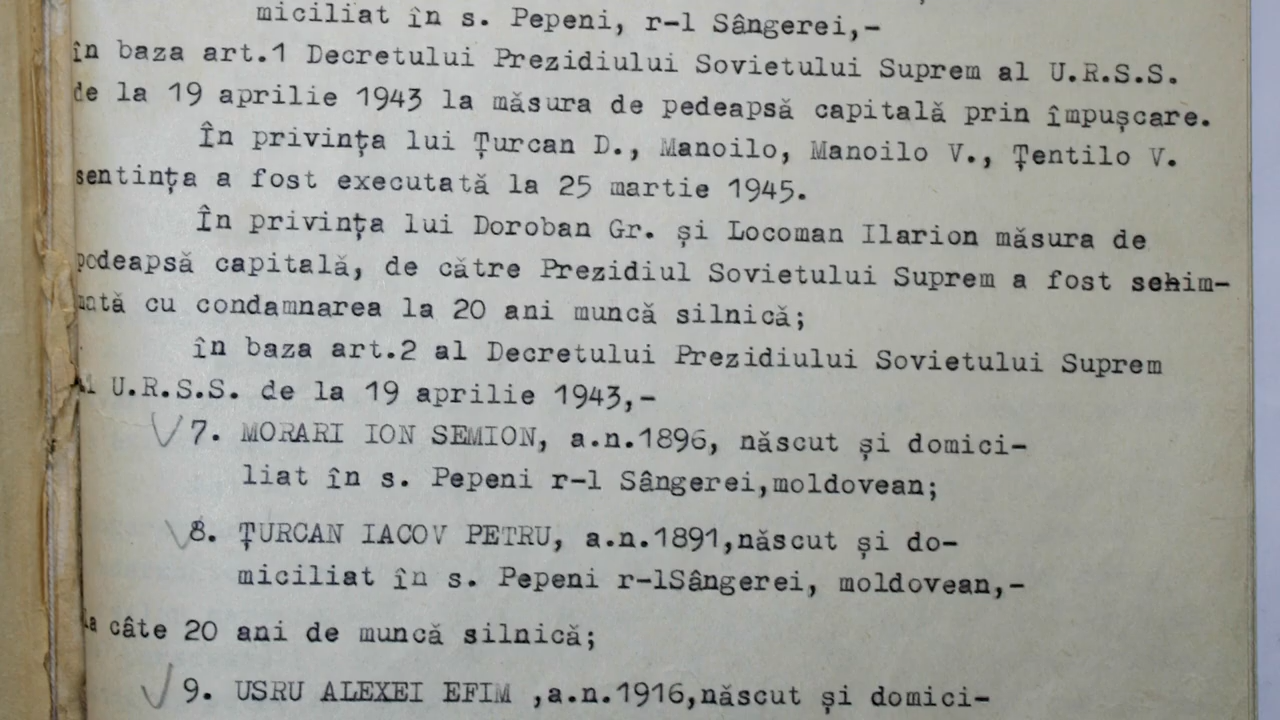 miciliat în s. Pepeni, r-l Sângerei,-
în baza art.1 Decretului Prezidiului Sovietului Suprem al U.R.S.S.
de la 19 aprilie 1943 la măsura de pedeapsă capitală prin împușcare.
În privința lui Țurcan D., Manoilo, Manoilo V., Țentilo V.
sentința a fost executată la 25 martie 1945.
În privința lui Doroban Gr. și Locoman Ilarion măsura de
podeapsă capitală, de către Prezidiul Sovietului Suprem a fost schim-
cu condamnarea la 20 ani muncă silnică;
în baza art.2 al Decretului Prezidiului Sovietului Suprem
al U.R.S.S. de la 19 aprilie 1943,-
7. MORARI ION SEMION, a.n.1896, născut și domici-
liat în s. Pepeni r-l Sângerei,moldovean;
8. ȚURCAN IACOV PETRU, a.n.1891,născut și do-
miciliat în s. Pepeni r-lSângerei, moldovean,-
la câte 20 ani de muncă silnică;
9. USRU ALEXEI EFIM ,a.n.1916,născut și domici-